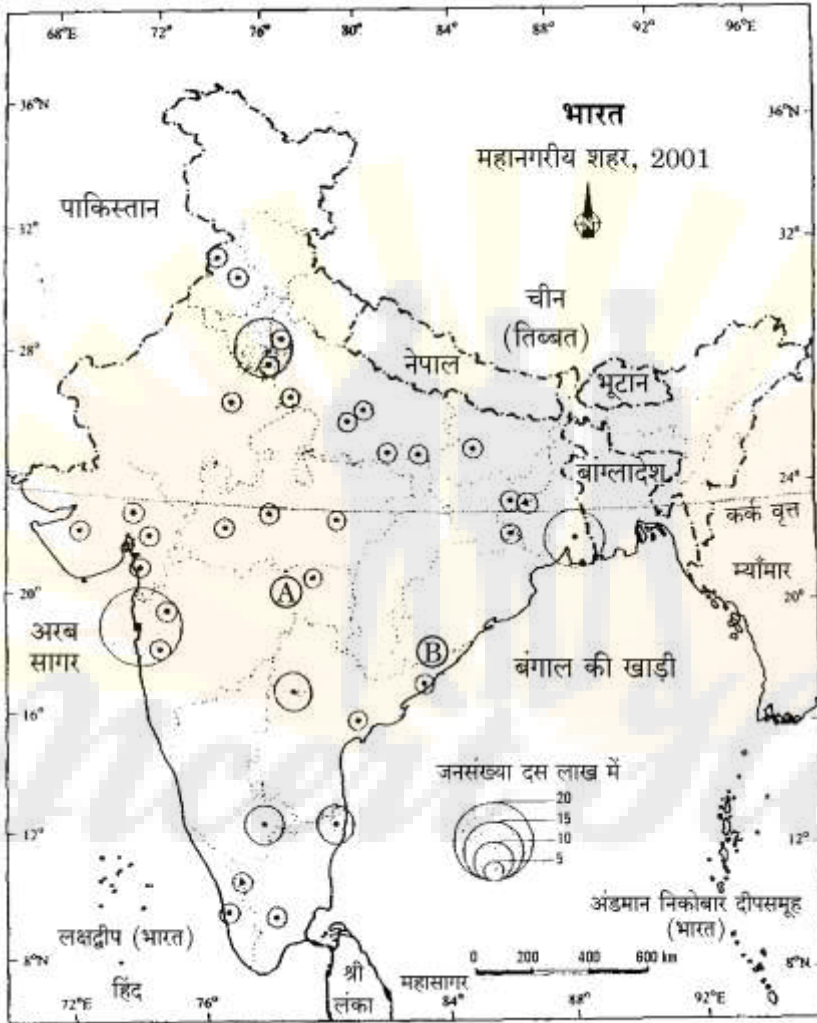 68°E 72° 76° 80° 84° 88° 92° 96°E
36°N 36°N
भारत
महानगरीय शहर, 2001
पाकिस्तान
32° 32°
चीन
(तिब्बत)
28° 28°
नेपाल
भूटान
बाग्लादेश
24° 24°
कर्क वृत्त
म्याँमार
20° 20°
A
अरब
सागर
B
बंगाल की खाड़ी
16° 16°
जनसंख्या दस लाख में
20
15
10
5
12° 12°
अंडमान निकोबार दीपसमूह
(भारत)
लक्षद्वीप (भारत)
0 200 400 600 km
8°N 8°N
हिंद
श्री
लंका
महासागर
72°E 76° 84° 88° 92°E